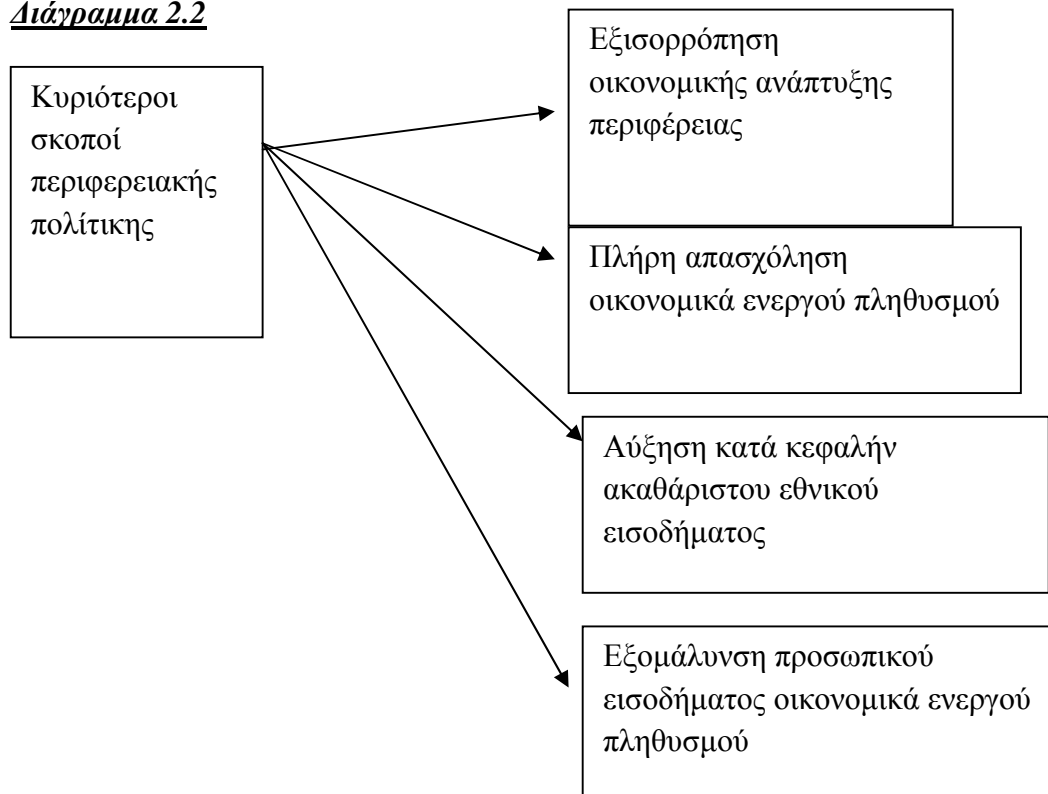 Διάγραμμα 2.2
Κυριότεροι
σκοποί
περιφερειακής
πολίτικης
Εξισορρόπηση
οικονομικής ανάπτυξης
περιφέρειας
Πλήρη απασχόληση
οικονομικά ενεργού πληθυσμού
Αύξηση κατά κεφαλήν
ακαθάριστου εθνικού
εισοδήματος
Εξομάλυνση προσωπικού
εισοδήματος οικονομικά ενεργού
πληθυσμού